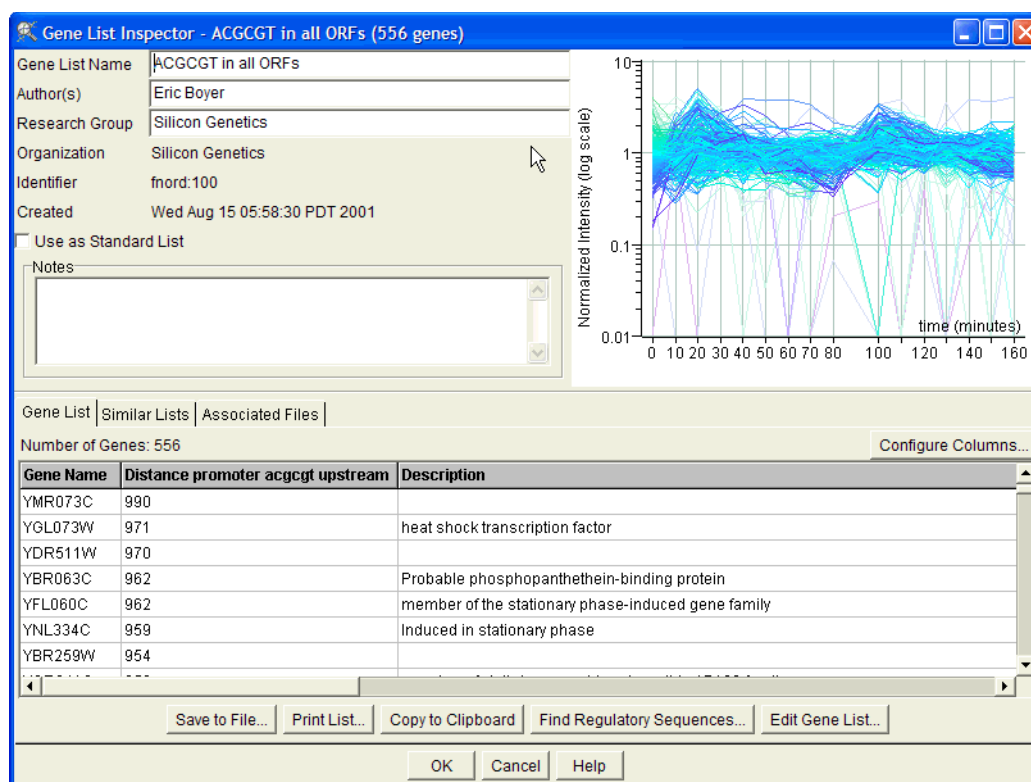 Gene List Inspector - ACGCGT in all ORFs (556 genes)
Gene List Name ACGCGT in all ORFs
Author(s) Eric Boyer
Research Group Silicon Genetics
Organization Silicon Genetics
Identifier fnord:100
Created Wed Aug 15 05:58:30 PDT 2001
Use as Standard List
Notes
Normalized Intensity (log scale)
10
1
0.1
0.01
time (minutes)
0 10 20 30 40 50 60 70 80 100 120 140 160
Gene List Similar Lists Associated Files
Number of Genes: 556
Configure Columns...
Gene Name Distance promoter acgcgt upstream Description
YMR073C 990
YGL073W 971 heat shock transcription factor
YDR511W 970
YBR063C 962 Probable phosphopanthethein-binding protein
YFL060C 962 member of the stationary phase-induced gene family
YNL334C 959 Induced in stationary phase
YBR259W 954
Save to File... Print List... Copy to Clipboard Find Regulatory Sequences... Edit Gene List...
OK Cancel Help